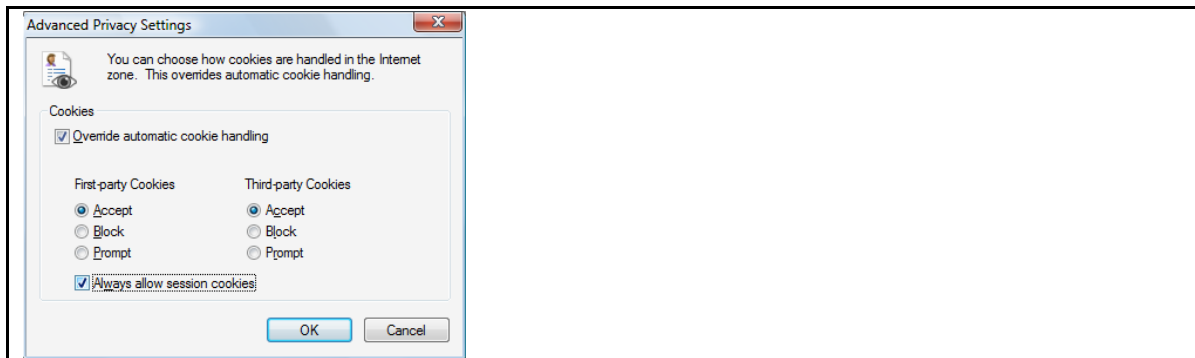 Advanced Privacy Settings
You can choose how cookies are handled in the Internet
zone. This overrides automatic cookie handling.
Cookies
Override automatic cookie handling
First-party Cookies Third-party Cookies
Accept Accept
Block Block
Prompt Prompt
Always allow session cookies
OK Cancel